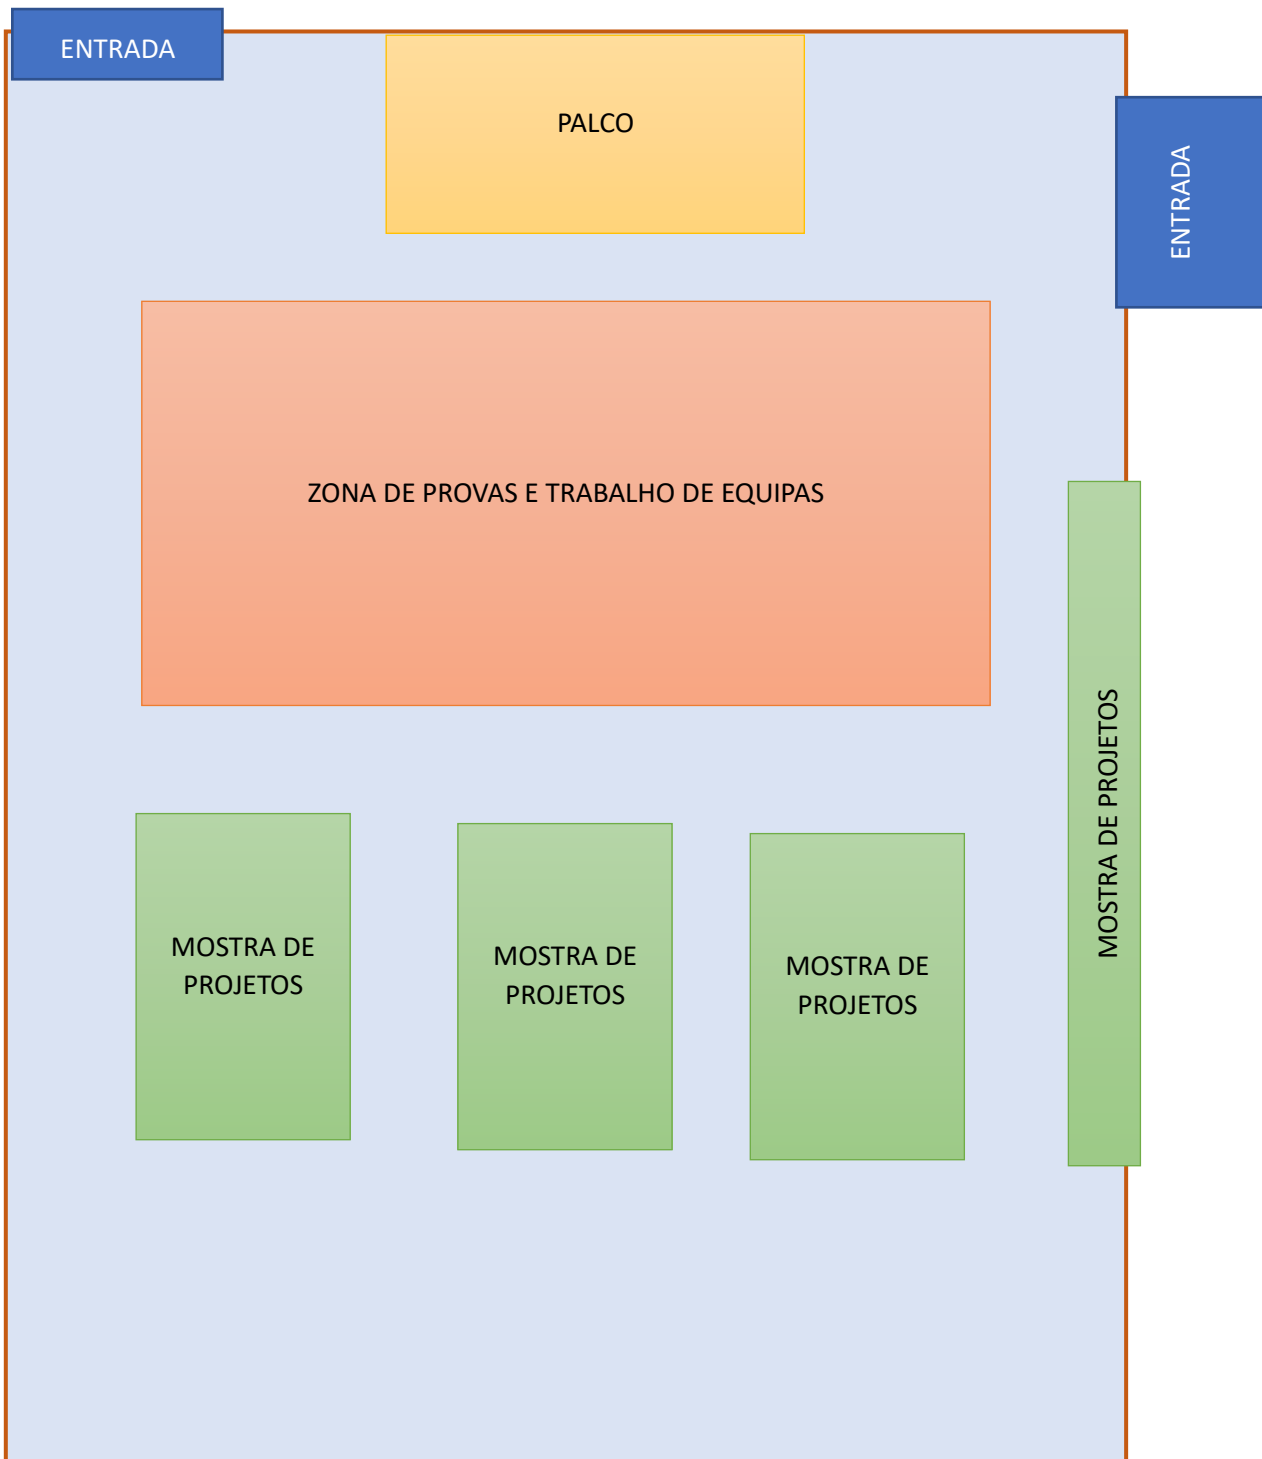 ENTRADA
PALCO
ENTRADA
ZONA DE PROVAS E TRABALHO DE EQUIPAS
MOSTRA DE PROJETOS
MOSTRA DE
PROJETOS
MOSTRA DE
PROJETOS
MOSTRA DE
PROJETOS